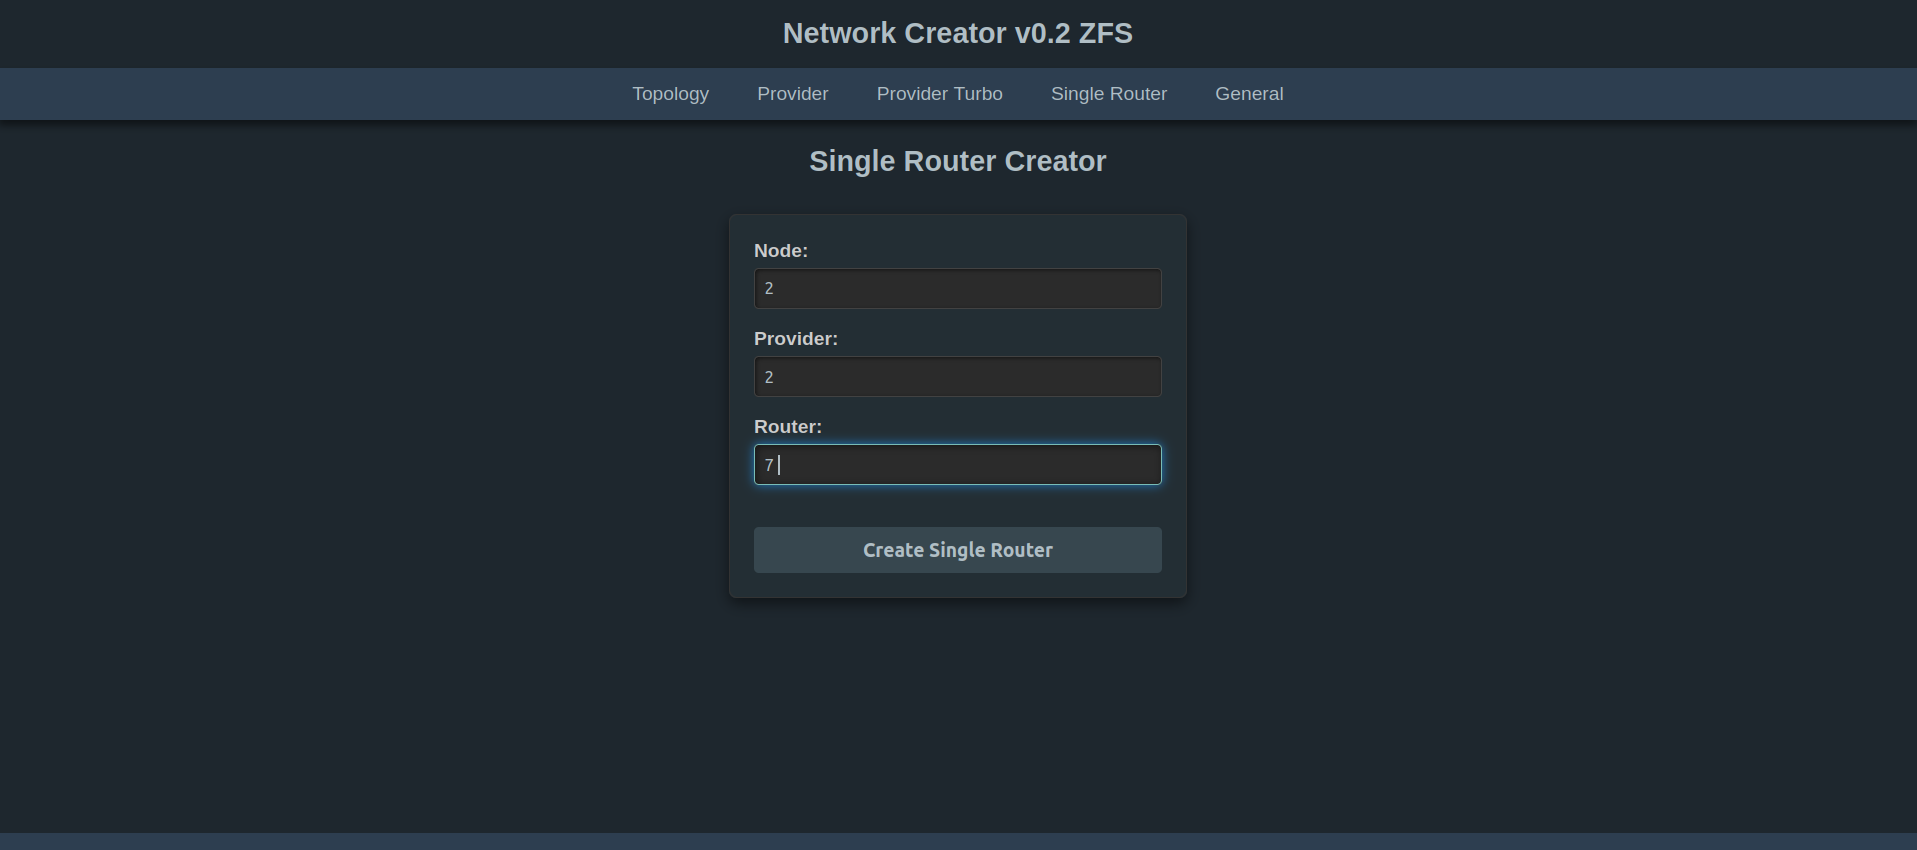 Network Creator v0.2 ZFS
Topology Provider Provider Turbo Single Router General
Single Router Creator
Node:
2
Provider:
2
Router:
7
Create Single Router